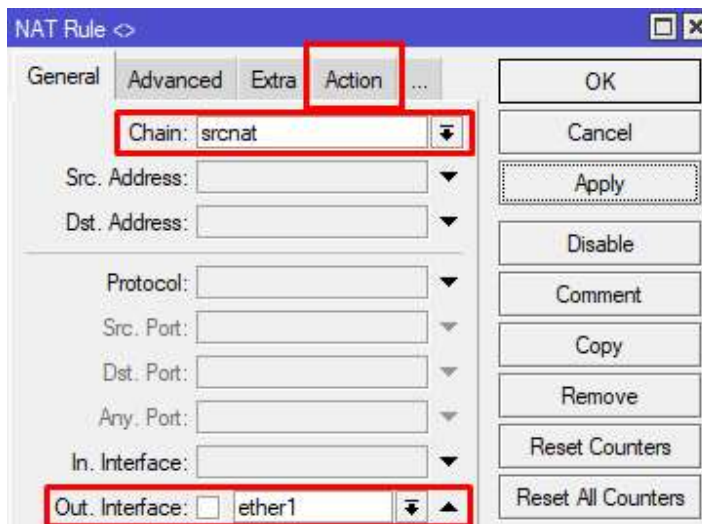 NAT Rule <>
General Advanced Extra Action ...
Chain: srcnat
Src. Address:
Dst. Address:
Protocol:
Src. Port:
Dst. Port:
Any. Port:
In. Interface:
Out. Interface: ether1
OK
Cancel
Apply
Disable
Comment
Copy
Remove
Reset Counters
Reset All Counters